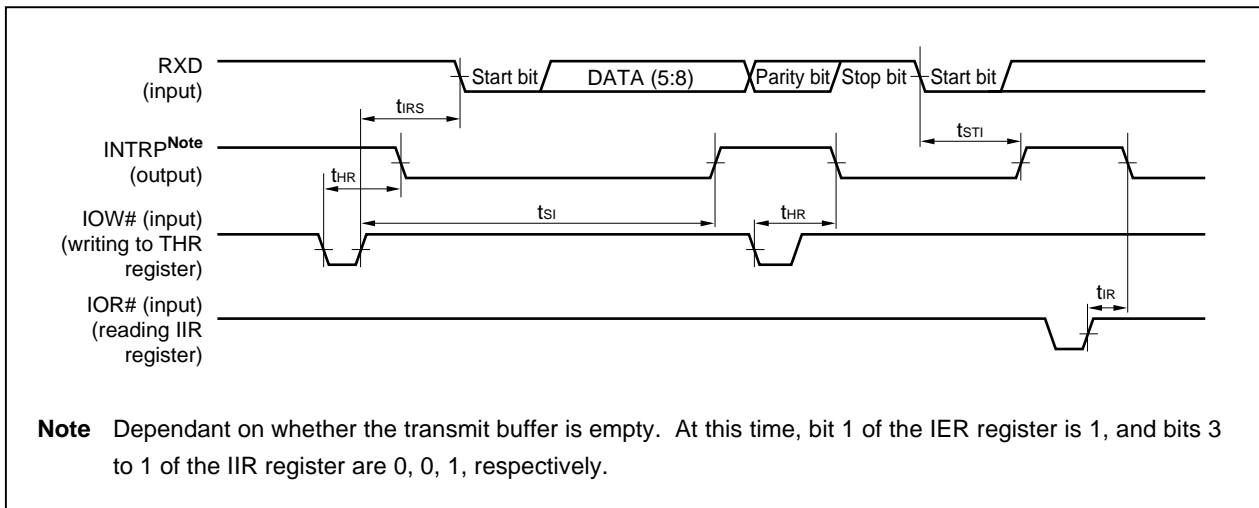 RXD
(input)
Start bit
DATA (5:8)
Parity bit
Stop bit
Start bit
tIRS
tSTI
INTRPNote
(output)
tHR
tSI
tHR
IOW# (input)
(writing to THR
register)
tIR
IOR# (input)
(reading IIR
register)
Note Dependant on whether the transmit buffer is empty. At this time, bit 1 of the IER register is 1, and bits 3
to 1 of the IIR register are 0, 0, 1, respectively.